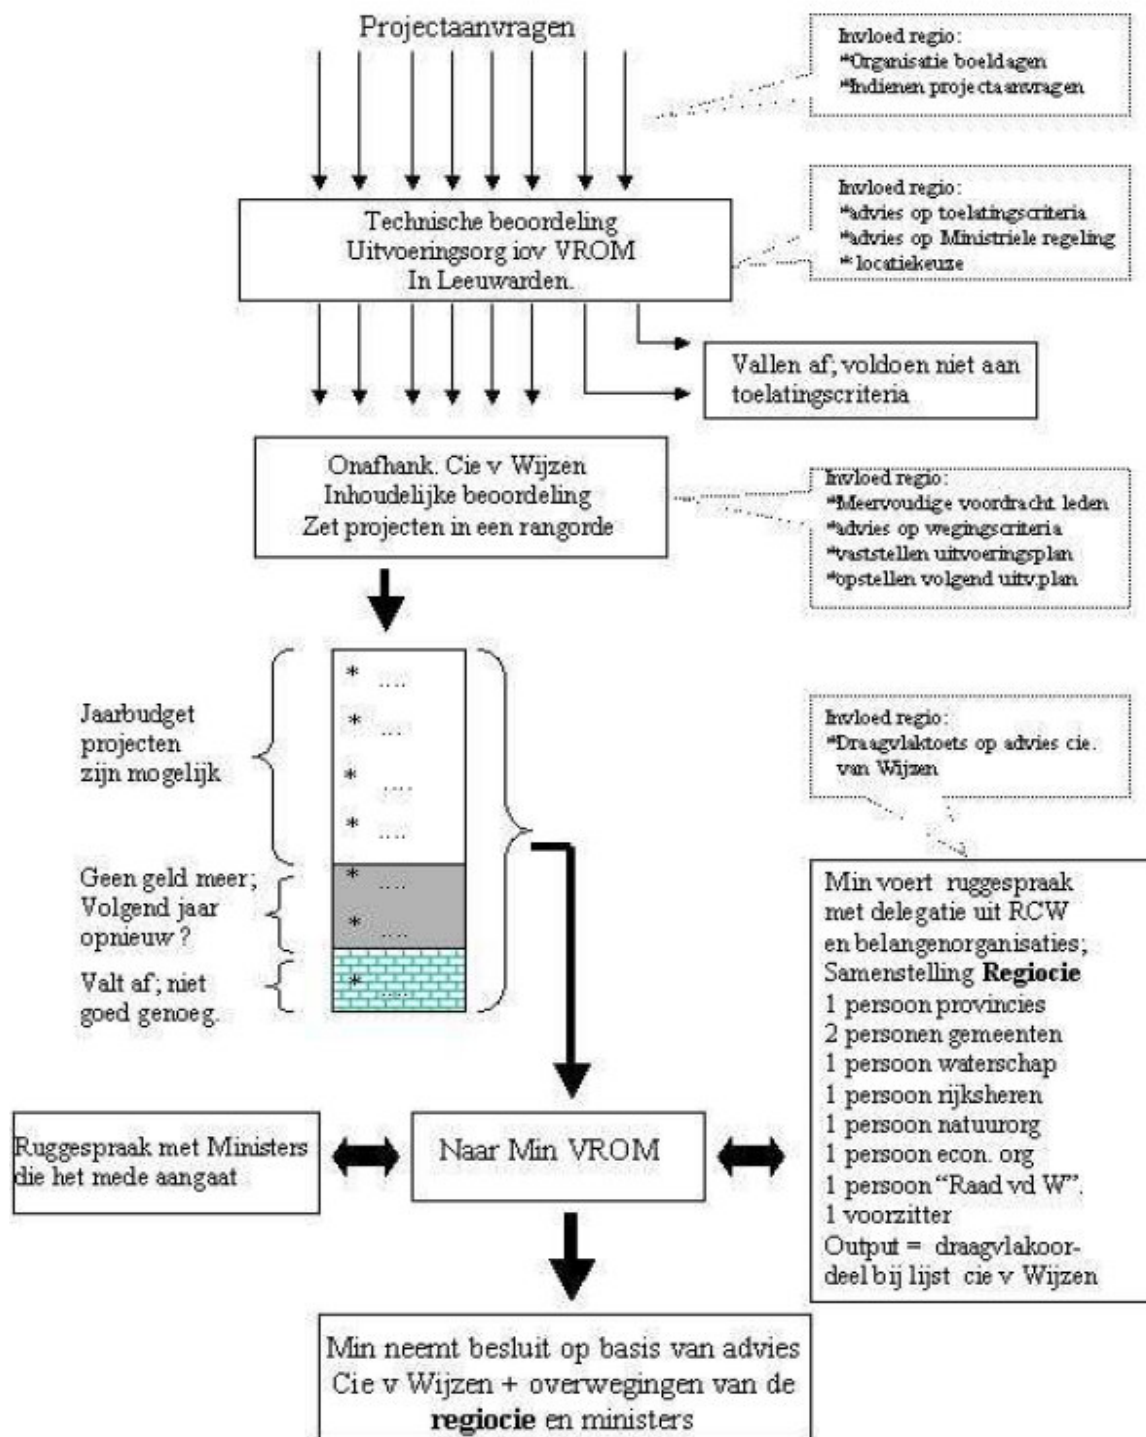 Projectaanvragen
Invloed regio:
*Organisatie boeldagen
*Indienen projectaanvragen
Technische beoordeling
Uitvoeringsorg iov VROM
In Leeuwarden.
Invloed regio:
*advies op toelatingscriteria
*advies op Ministriele regeling
* locatiekeuze
Vallen af; voldoen niet aan
toelatingscriteria
Onafhank. Cie v Wijzen
Inhoudelijke beoordeling
Zet projecten in een rangorde
Invloed regio:
*Meervoudige voordracht leden
*advies op wegingscriteria
*vaststellen uitvoeringsplan
*opstellen volgend uitv.plan
Jaarbudget
projecten
zijn mogelijk
* ....
* ....
* ....
* ....
Geen geld meer;
Volgend jaar
opnieuw ?
* ....
* ....
Valt af; niet
goed genoeg.
* ....
Invloed regio:
*Draagvlaktoets op advies cie.
van Wijzen
Min voert ruggespraak
met delegatie uit RCW
en belangenorganisaties;
Samenstelling Regiocie
1 persoon provincies
2 personen gemeenten
1 persoon waterschap
1 persoon rijksheren
1 persoon natuurorg
1 persoon econ. org
1 persoon “Raad vd W”.
1 voorzitter
Output = draagvlakoor-
deel bij lijst cie v Wijzen
Ruggespraak met Ministers
die het mede aangaat
Naar Min VROM
Min neemt besluit op basis van advies
Cie v Wijzen + overwegingen van de
regiocie en ministers